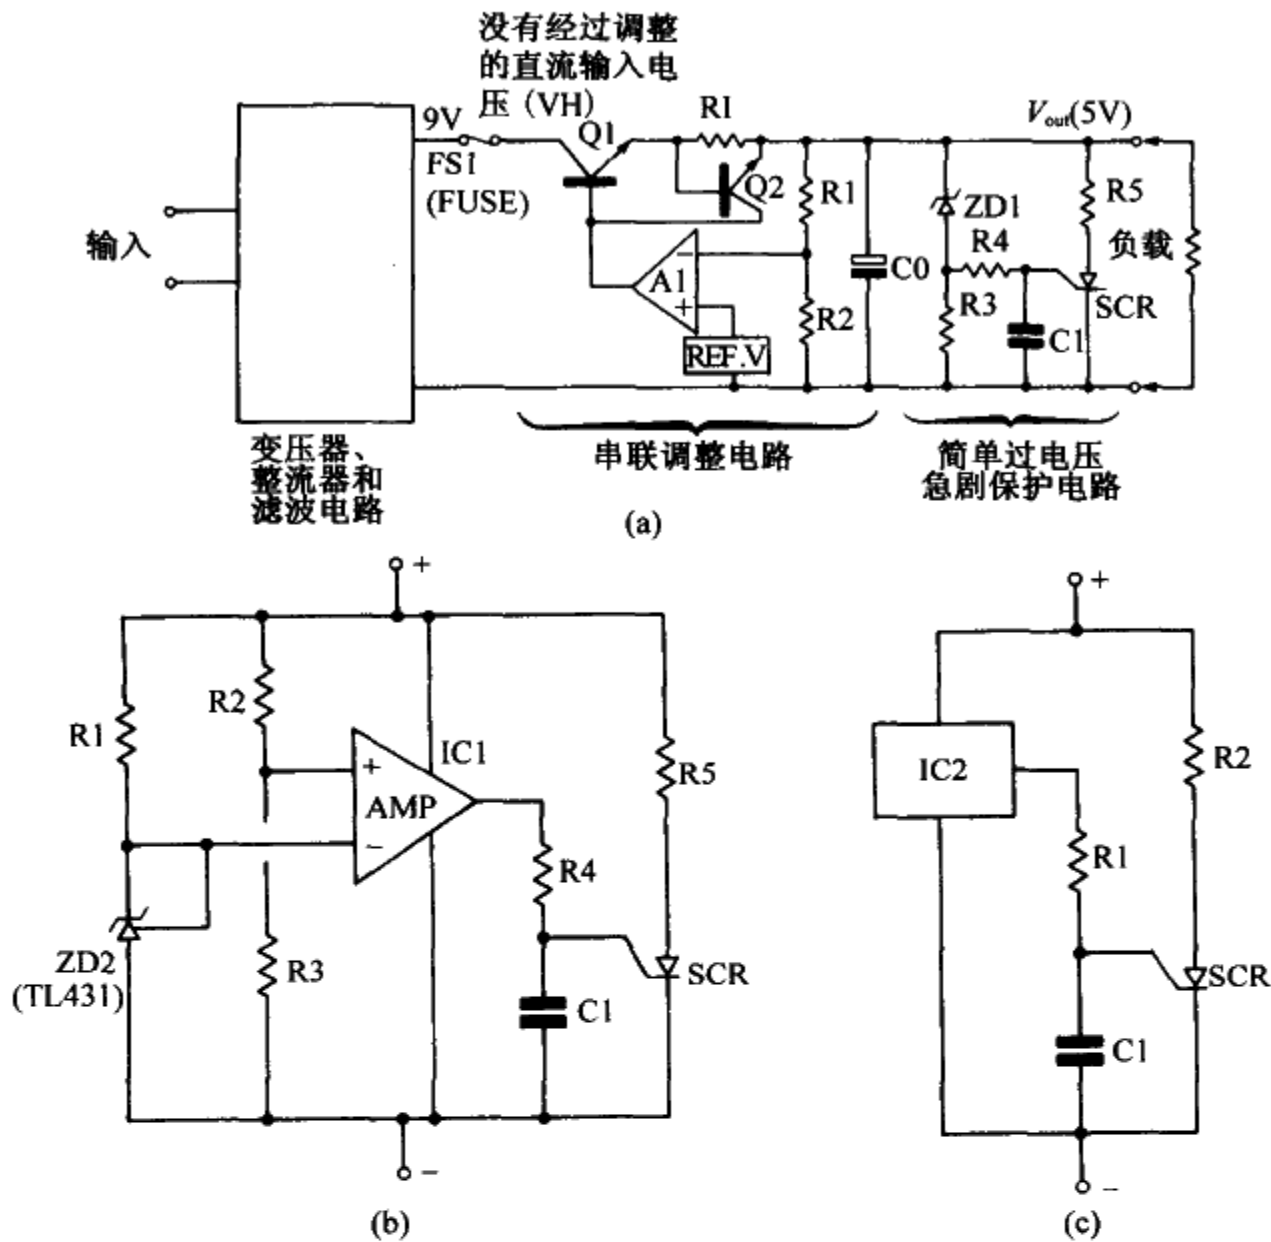 没有经过调整
的直流输入电
压 (VH)
9V
FS1
(FUSE)
Q1
RI
Q2
R1
A1
−
+
REF.V
R2
C0
Vout(5V)
ZD1
R4
R3
C1
R5
SCR
负载
输入
变压器、
整流器和
滤波电路
串联调整电路
简单过电压
急剧保护电路
(a)
+
R1
R2
IC1
+
AMP
−
R5
R4
ZD2
(TL431)
R3
C1
SCR
−
(b)
+
IC2
R2
R1
SCR
C1
−
(c)